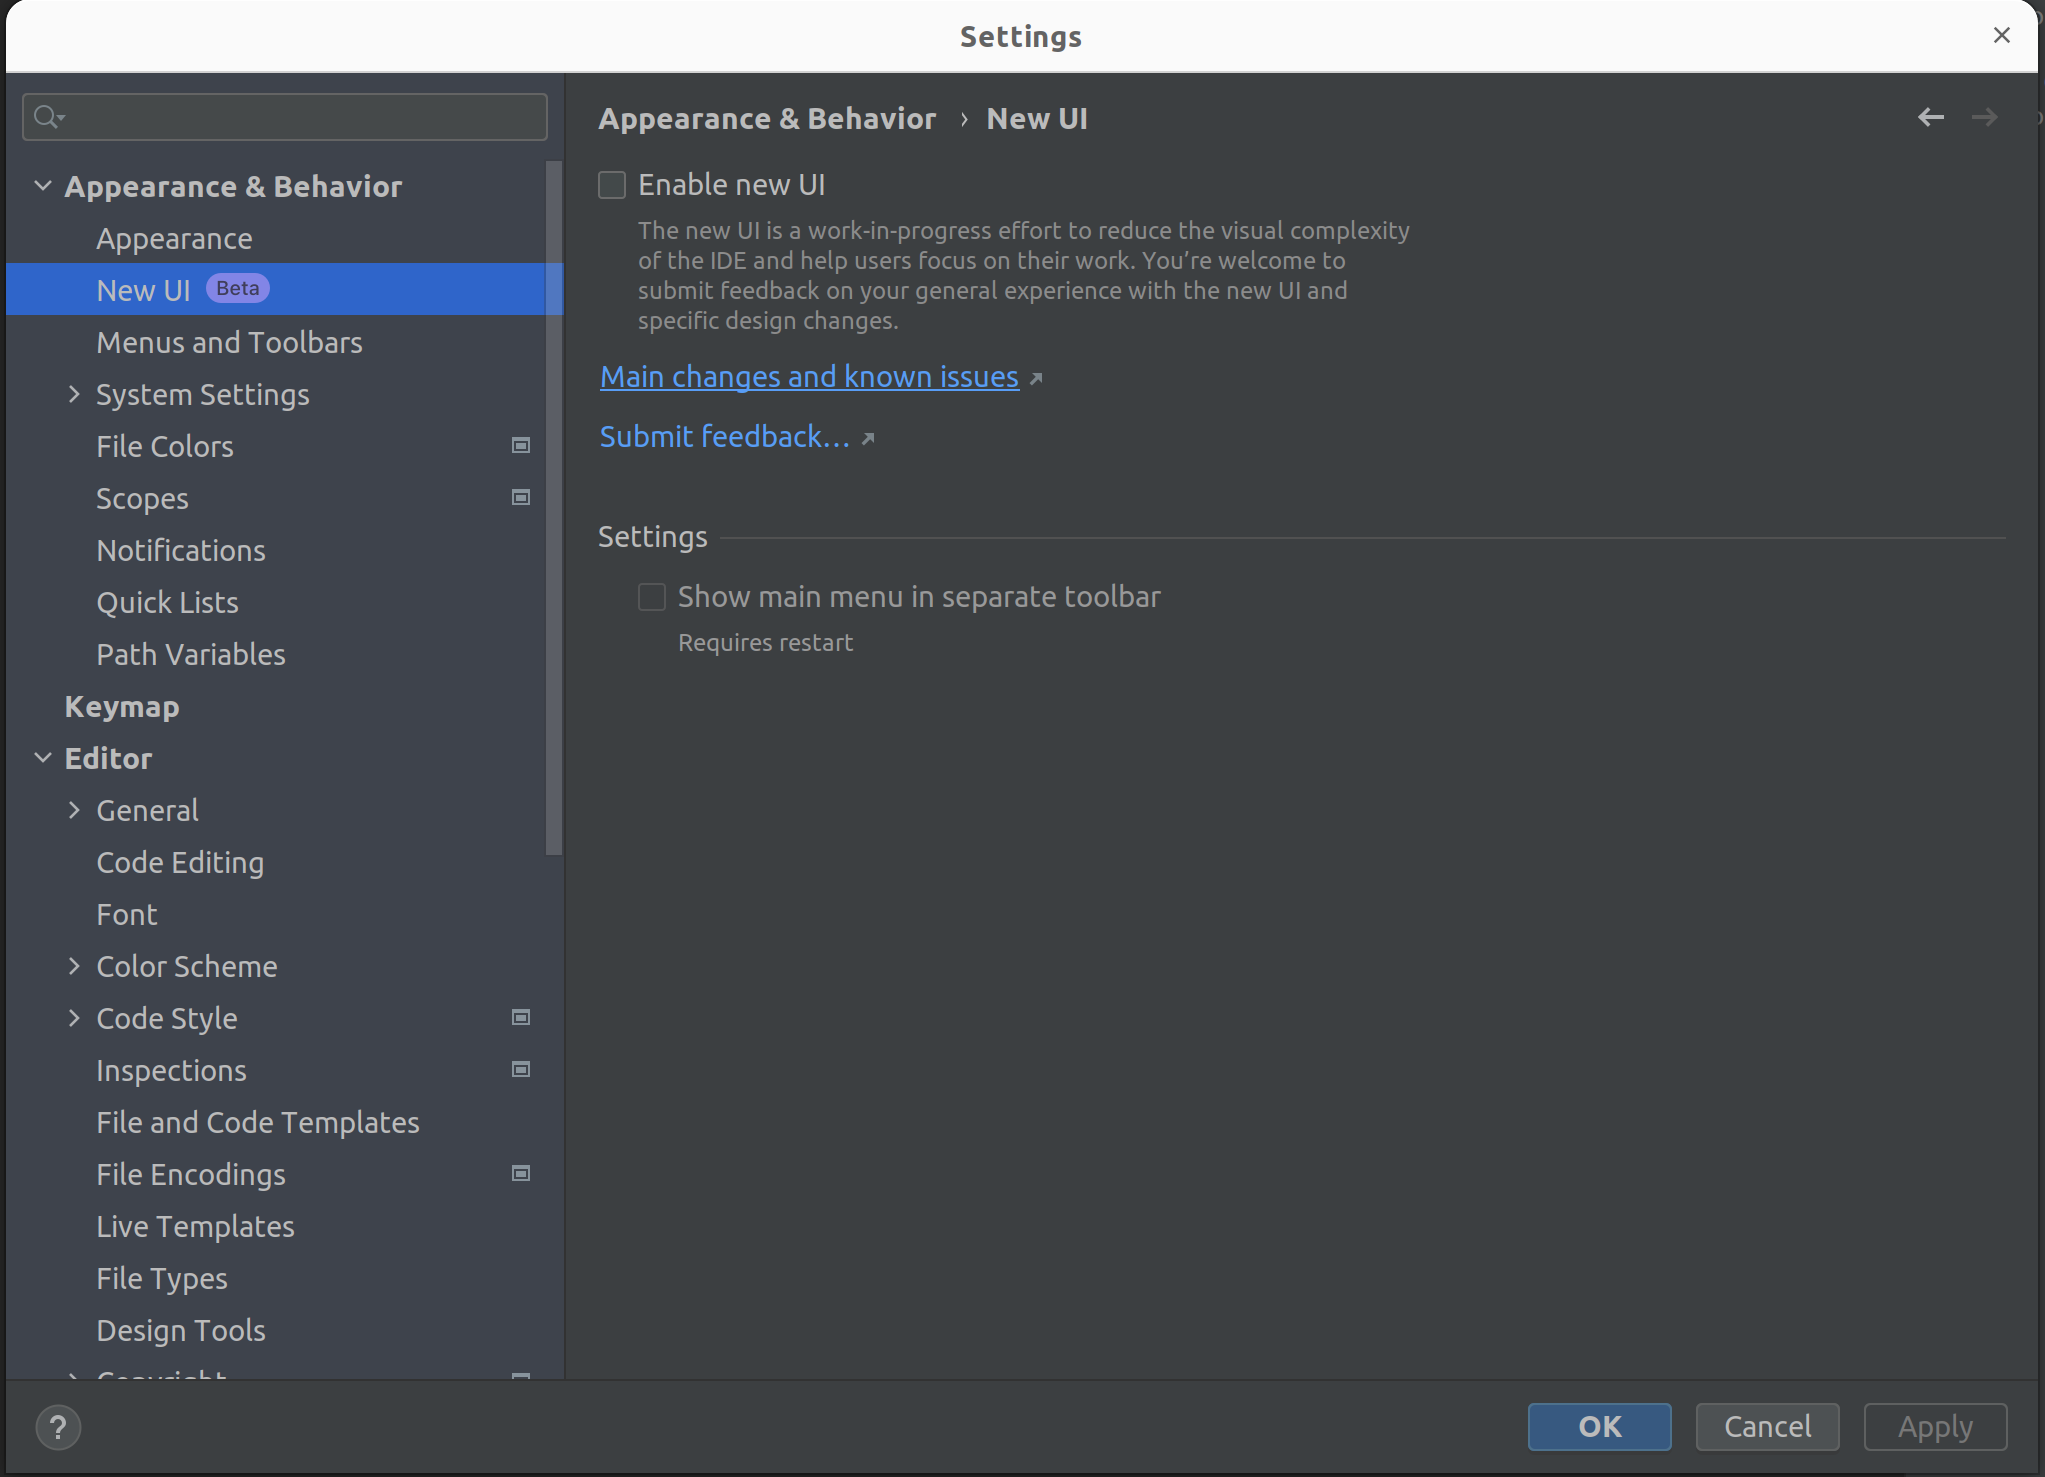 Settings
Appearance & Behavior
Appearance
New UI Beta
Menus and Toolbars
System Settings
File Colors
Scopes
Notifications
Quick Lists
Path Variables
Keymap
Editor
General
Code Editing
Font
Color Scheme
Code Style
Inspections
File and Code Templates
File Encodings
Live Templates
File Types
Design Tools
Copyright
Appearance & Behavior › New UI
Enable new UI
The new UI is a work-in-progress effort to reduce the visual complexity
of the IDE and help users focus on their work. You’re welcome to
submit feedback on your general experience with the new UI and
specific design changes.
Main changes and known issues
Submit feedback…
Settings
Show main menu in separate toolbar
Requires restart
?
OK
Cancel
Apply